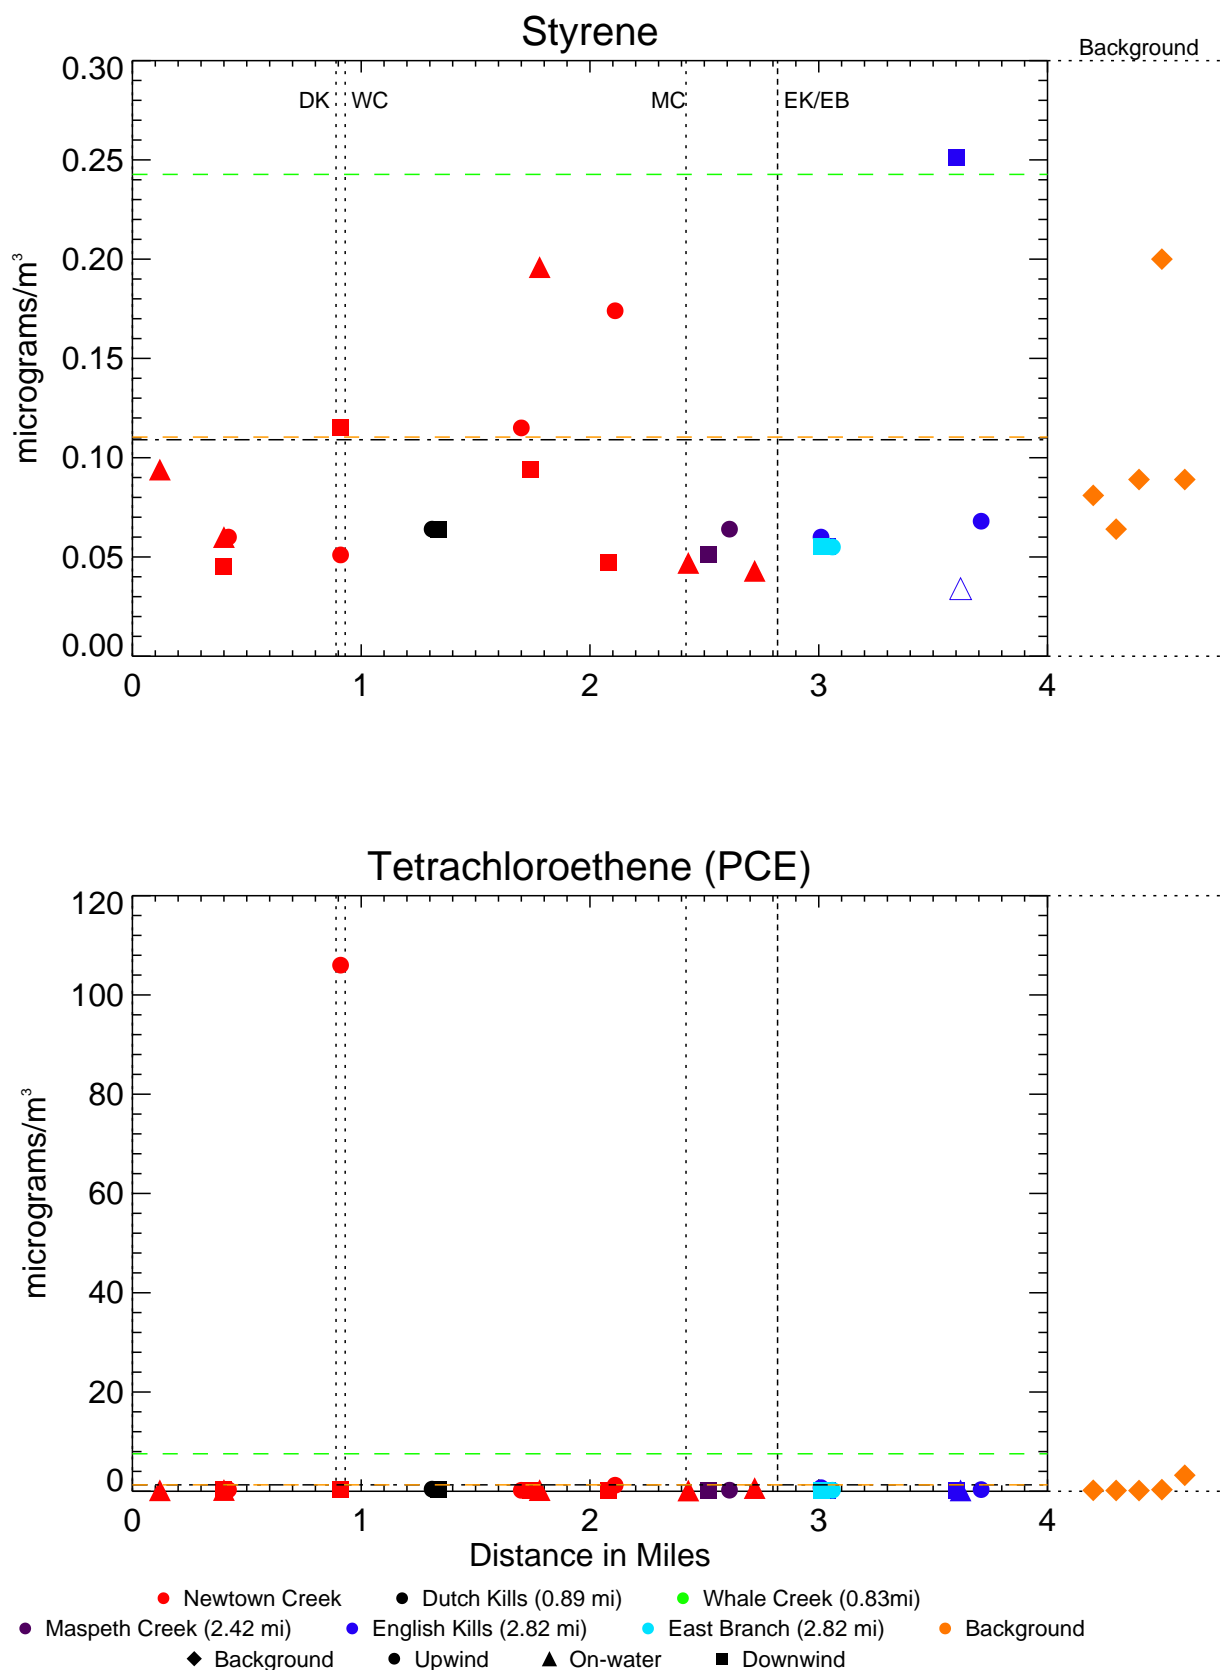 Styrene
Background
0.30
DK WC MC EK/EB
0.25
0.20
0.15
0.10
0.05
0.00
micrograms/m³
0 1 2 3 4
Tetrachloroethene (PCE)
120
100
80
60
40
20
0
micrograms/m³
0 1 2 3 4
Distance in Miles
Newtown Creek Dutch Kills (0.89 mi) Whale Creek (0.83mi)
Maspeth Creek (2.42 mi) English Kills (2.82 mi) East Branch (2.82 mi) Background
Background Upwind On-water Downwind